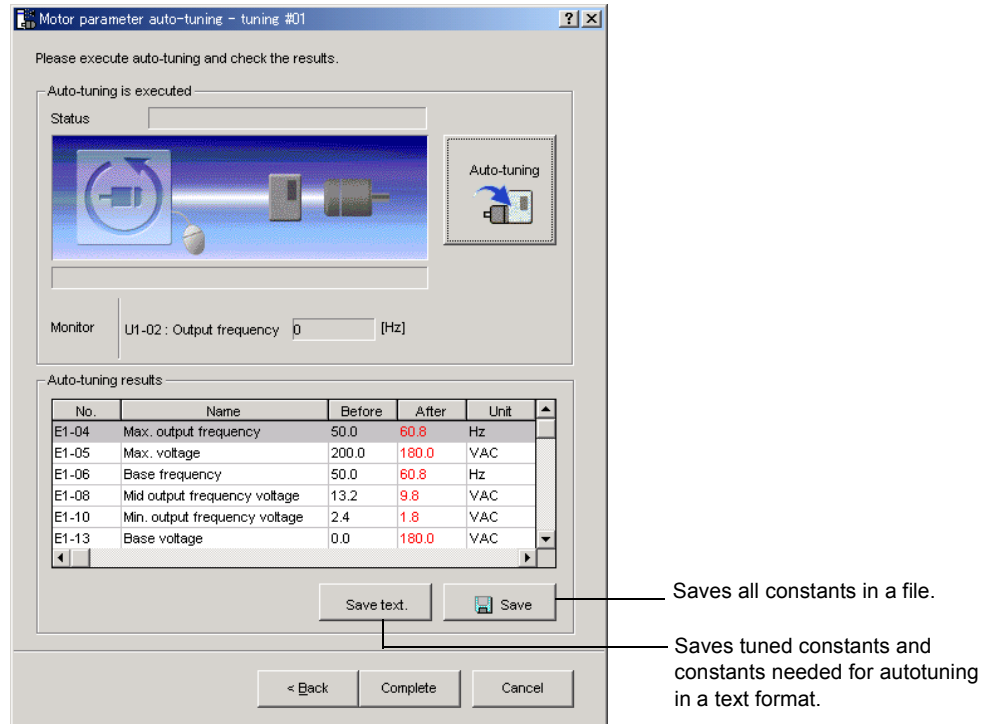 Motor parameter auto-tuning - tuning #01
Please execute auto-tuning and check the results.
Auto-tuning is executed
Status
Auto-tuning
Monitor U1-02 : Output frequency 0 [Hz]
Auto-tuning results
No. Name Before After Unit
E1-04 Max. output frequency 50.0 60.8 Hz
E1-05 Max. voltage 200.0 180.0 VAC
E1-06 Base frequency 50.0 60.8 Hz
E1-08 Mid output frequency voltage 13.2 9.8 VAC
E1-10 Min. output frequency voltage 2.4 1.8 VAC
E1-13 Base voltage 0.0 180.0 VAC
Save text. Save
Saves all constants in a file.
Saves tuned constants and
constants needed for autotuning
in a text format.
< Back Complete Cancel